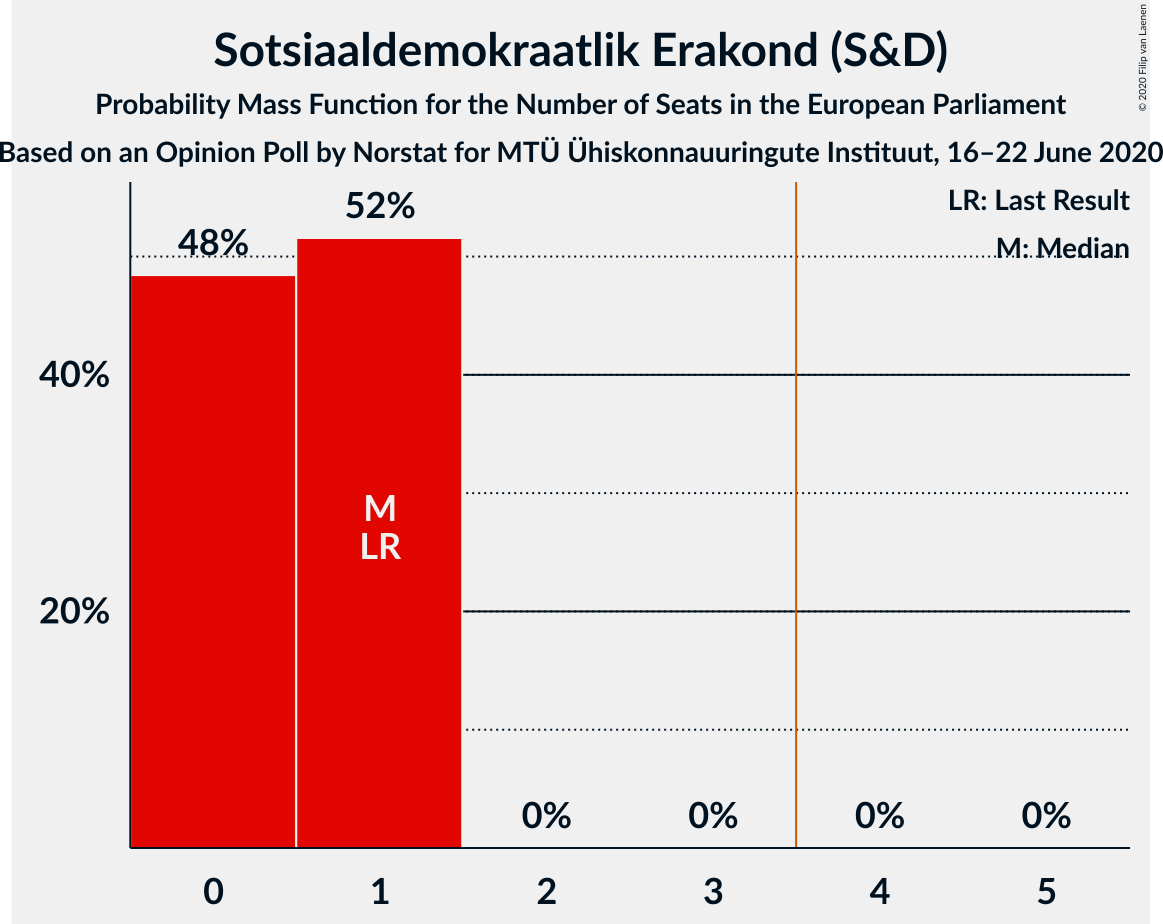 Sotsiaaldemokraatlik Erakond (S&D)
Probability Mass Function for the Number of Seats in the European Parliament
Based on an Opinion Poll by Norstat for MTÜ Ühiskonnauuringute Instituut, 16–22 June 2020
© 2020 Filip van Laenen
LR: Last Result
M: Median
52%
48%
40%
20%
M
LR
0% 0% 0% 0%
0 1 2 3 4 5